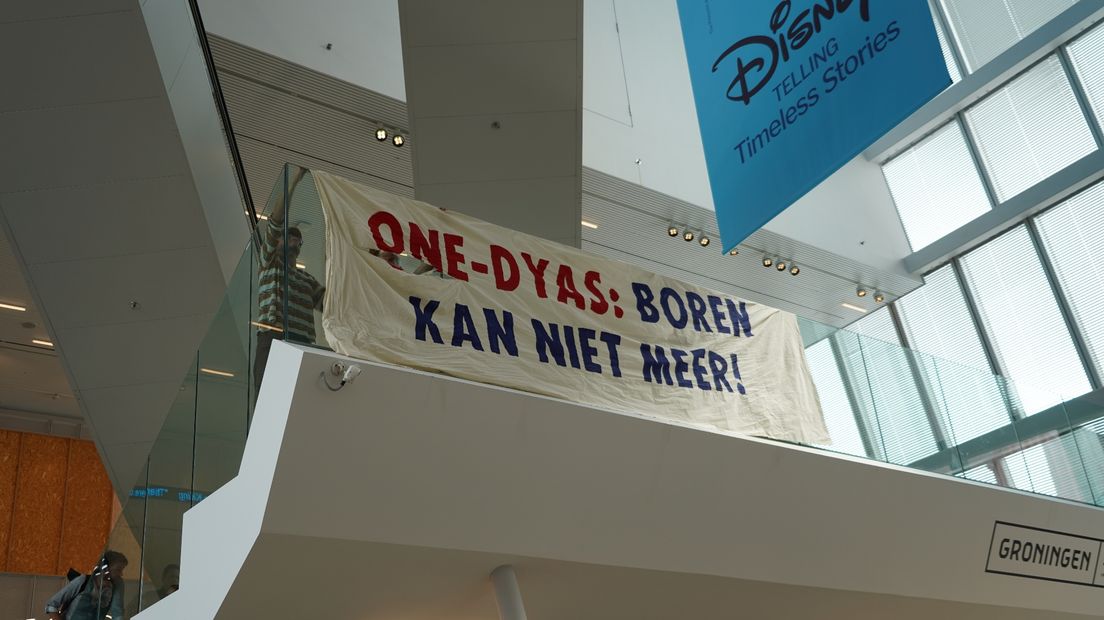 Disney
TELLING
Timeless Stories
ONE-DYAS: BOREN
KAN NIET MEER!
GRONINGEN